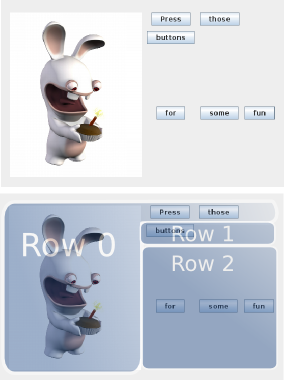 Press those
buttons
for some fun
Row 0
Press those
buttons
Row 1
Row 2
for some fun